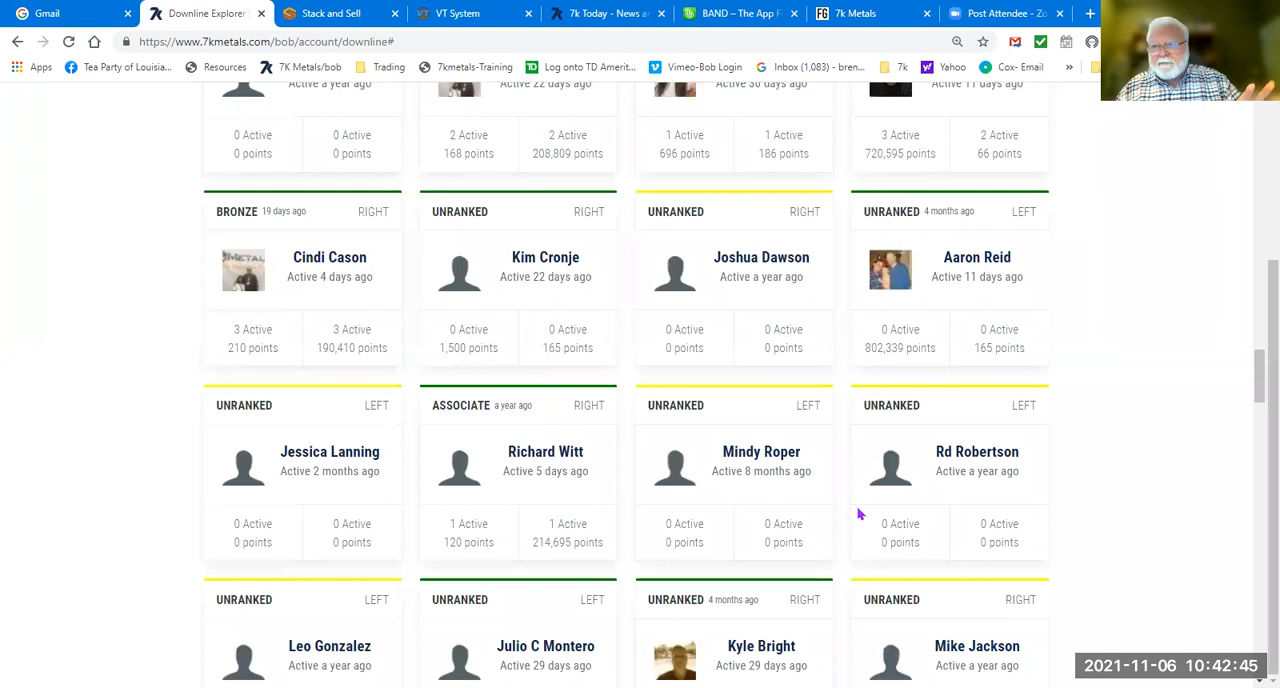 Gmail
Downline Explorer
Stack and Sell
VT System
7k Today - News a
BAND – The App F
7k Metals
Post Attendee - Zo
https://www.7kmetals.com/bob/account/downline#
Apps
Tea Party of Louisia...
Resources
7K Metals/bob
Trading
7kmetals-Training
Log onto TD Amerit...
Vimeo-Bob Login
Inbox (1,083) - bren...
7k
Yahoo
Cox- Email
»
Active a year ago
Active 22 days ago
Active 30 days ago
Active 11 days ago
0 Active 0 Active 2 Active 2 Active 1 Active 1 Active 3 Active 2 Active
0 points 0 points 168 points 208,809 points 696 points 186 points 720,595 points 66 points
BRONZE 19 days ago RIGHT
UNRANKED RIGHT
UNRANKED RIGHT
UNRANKED 4 months ago LEFT
METAL
Cindi Cason
Active 4 days ago
Kim Cronje
Active 22 days ago
Joshua Dawson
Active a year ago
Aaron Reid
Active 11 days ago
3 Active 3 Active 0 Active 0 Active 0 Active 0 Active 0 Active 0 Active
210 points 190,410 points 1,500 points 165 points 0 points 0 points 802,339 points 165 points
UNRANKED LEFT
ASSOCIATE a year ago RIGHT
UNRANKED LEFT
UNRANKED LEFT
Jessica Lanning
Active 2 months ago
Richard Witt
Active 5 days ago
Mindy Roper
Active 8 months ago
Rd Robertson
Active a year ago
0 Active 0 Active 1 Active 1 Active 0 Active 0 Active 0 Active 0 Active
0 points 0 points 120 points 214,695 points 0 points 0 points 0 points 0 points
UNRANKED LEFT
UNRANKED LEFT
UNRANKED 4 months ago RIGHT
UNRANKED RIGHT
Leo Gonzalez
Active a year ago
Julio C Montero
Active 29 days ago
Kyle Bright
Active 29 days ago
Mike Jackson
Active a year ago
2021-11-06 10:42:45